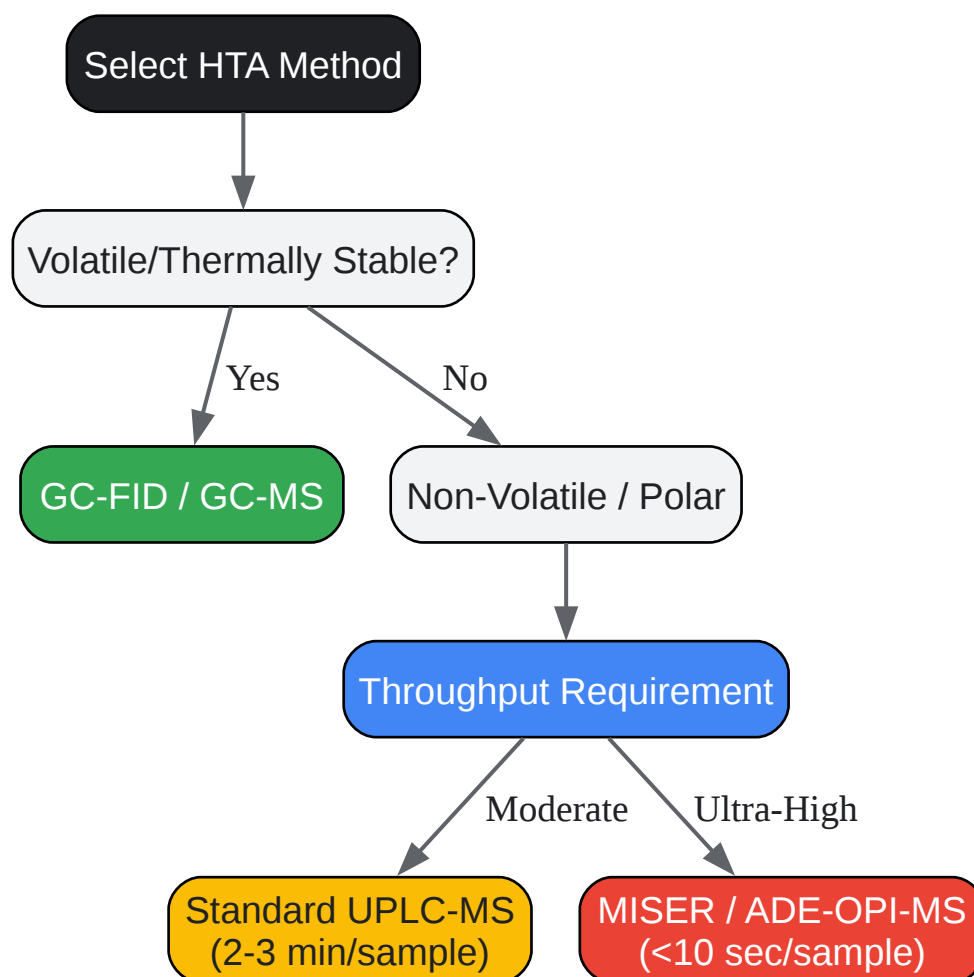 Select HTA Method
Volatile/Thermally Stable?
Yes
No
GC-FID / GC-MS
Non-Volatile / Polar
Throughput Requirement
Moderate
Ultra-High
Standard UPLC-MS
(2-3 min/sample)
MISER / ADE-OPI-MS
(<10 sec/sample)